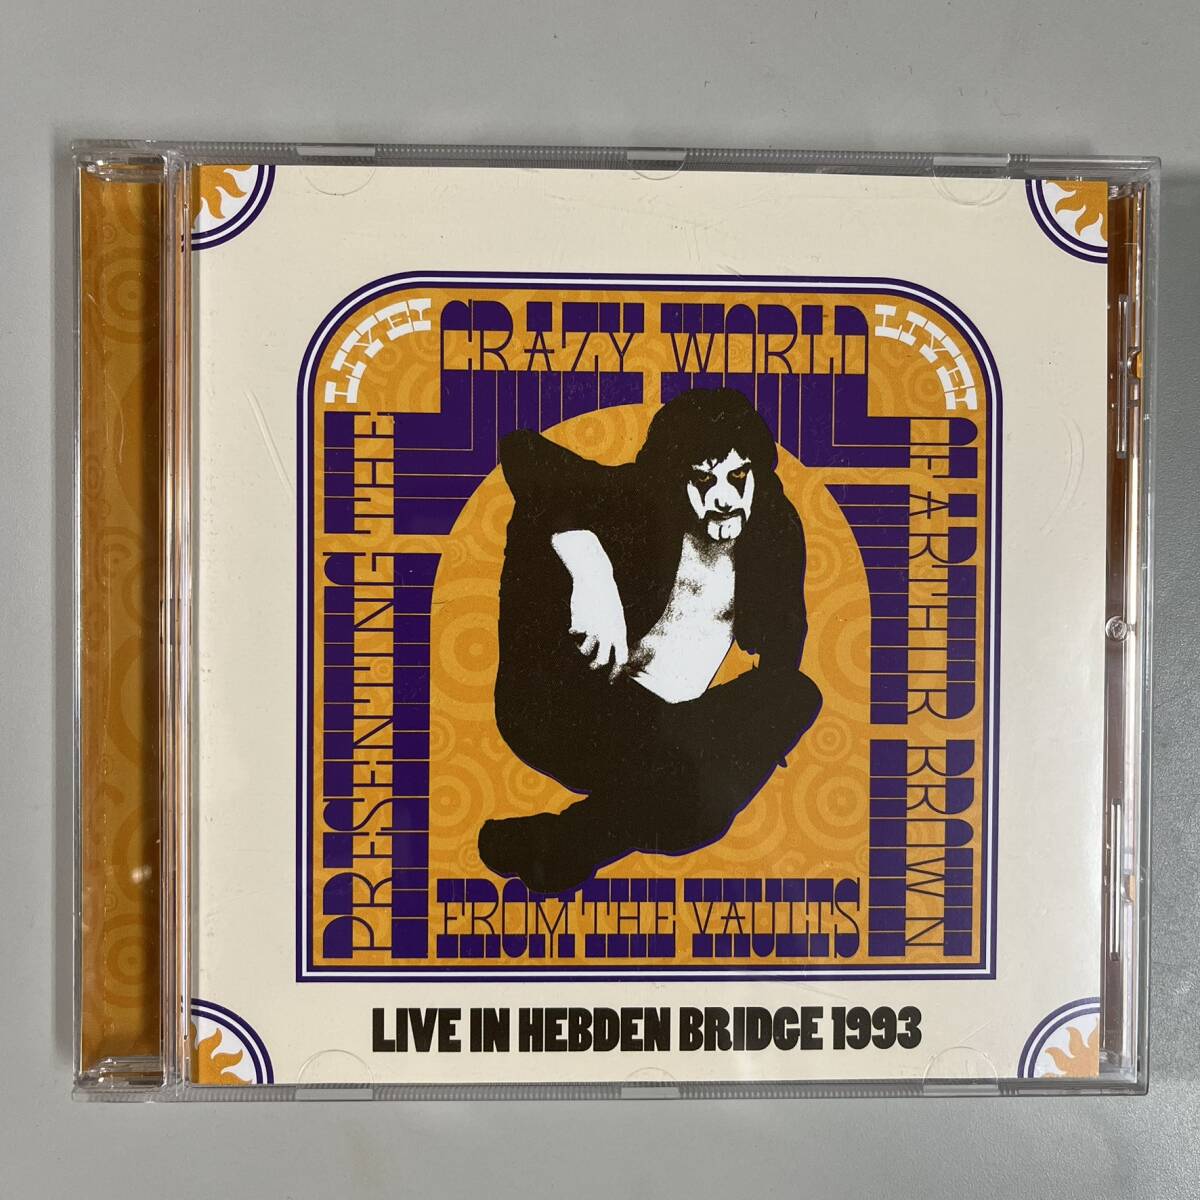 LIVE!
CRAZY WORLD
LIVE!
PRESENTING THE
OF ARTHUR BROWN
FROM THE VAULTS
LIVE IN HEBDEN BRIDGE 1993